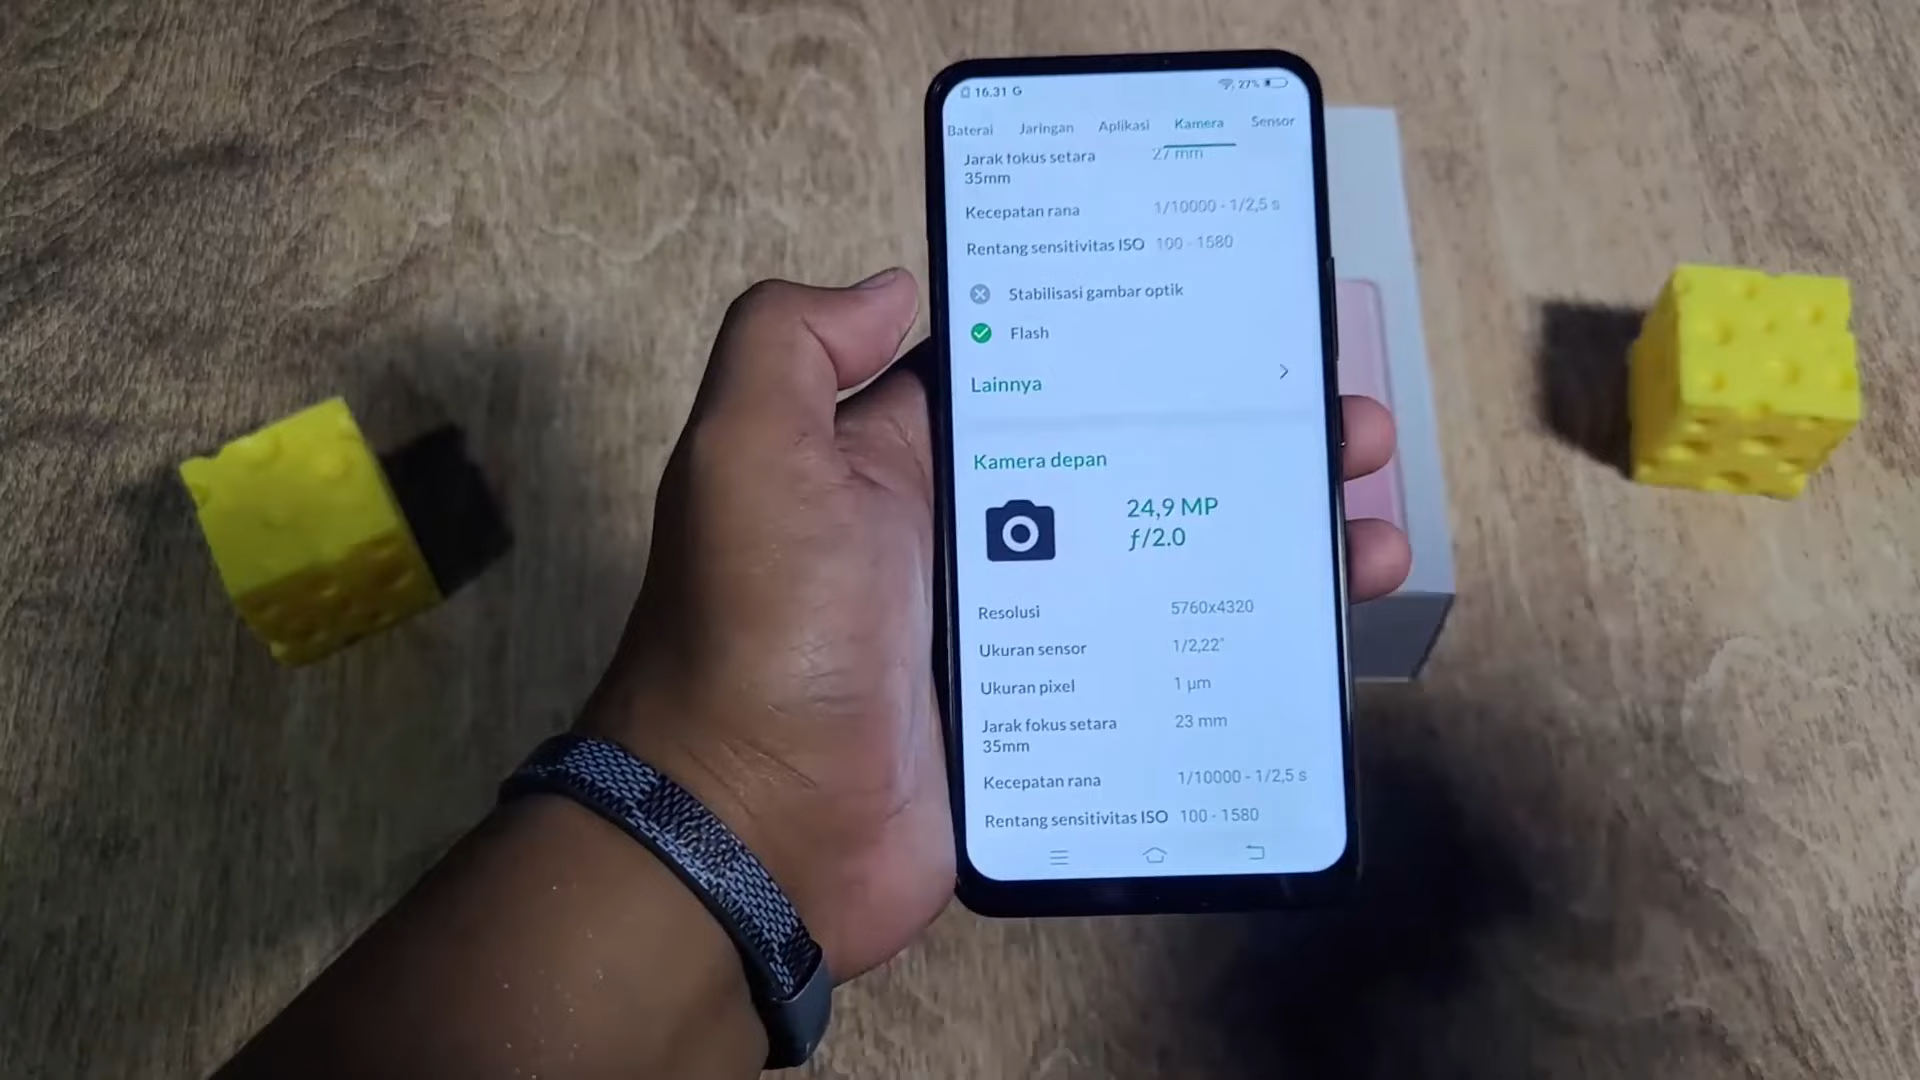 16.31 G
27%
Baterai Jaringan Aplikasi Kamera Sensor
Jarak fokus setara 27 mm
35mm
Kecepatan rana 1/10000 - 1/2,5 s
Rentang sensitivitas ISO 100 - 1580
Stabilisasi gambar optik
Flash
Lainnya
Kamera depan
24,9 MP
ƒ/2.0
Resolusi 5760x4320
Ukuran sensor 1/2,22"
Ukuran pixel 1 µm
Jarak fokus setara 23 mm
35mm
Kecepatan rana 1/10000 - 1/2,5 s
Rentang sensitivitas ISO 100 - 1580